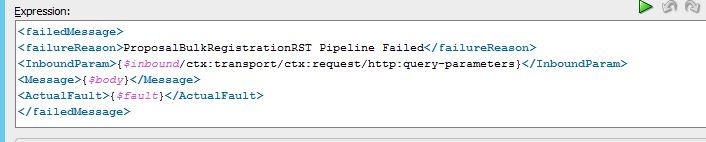 Expression:
<failedMessage>
<failureReason>ProposalBulkRegistrationRST Pipeline Failed</failureReason>
<InboundParam>{$inbound/ctx:transport/ctx:request/http:query-parameters}</InboundParam>
<Message>{$body}</Message>
<ActualFault>{$fault}</ActualFault>
</failedMessage>